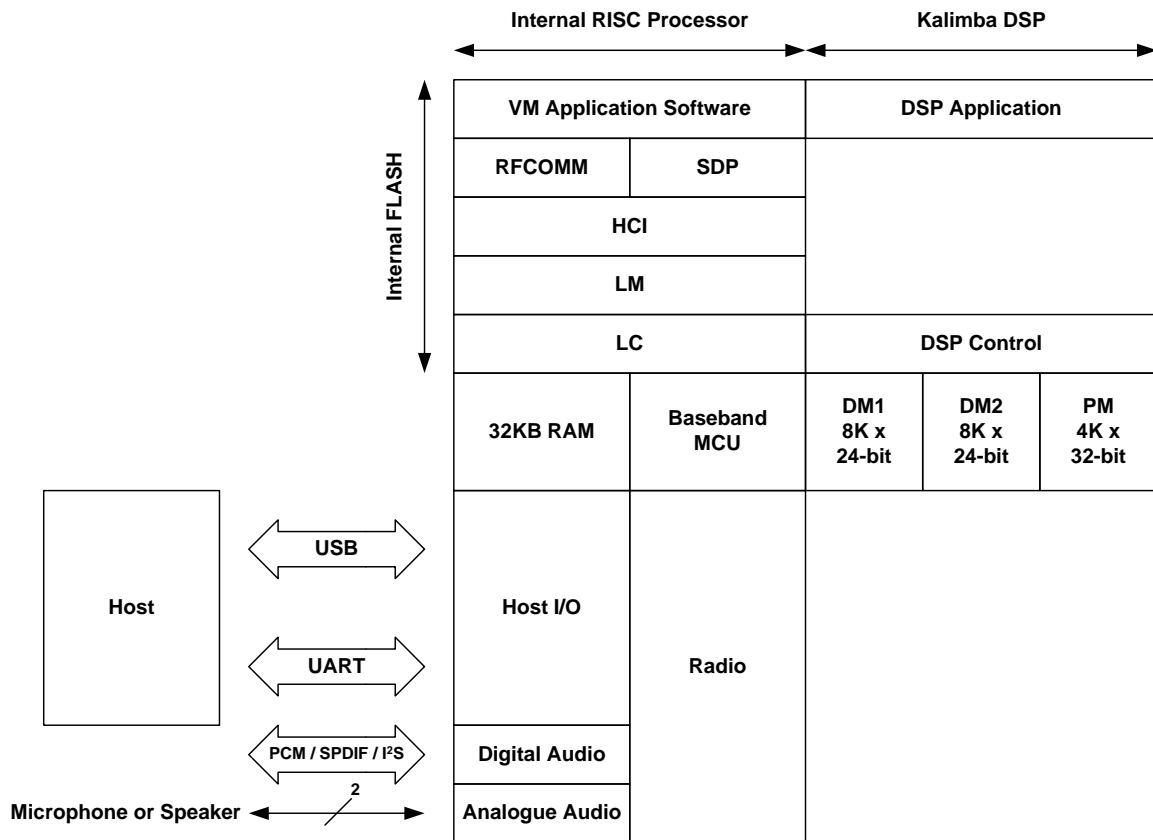 Internal RISC Processor
Kalimba DSP
Internal FLASH
VM Application Software
DSP Application
RFCOMM
SDP
HCI
LM
LC
DSP Control
32KB RAM
Baseband
MCU
DM1
8K x
24-bit
DM2
8K x
24-bit
PM
4K x
32-bit
Host
USB
UART
Host I/O
Radio
PCM / SPDIF / I²S
Digital Audio
Microphone or Speaker
2
Analogue Audio